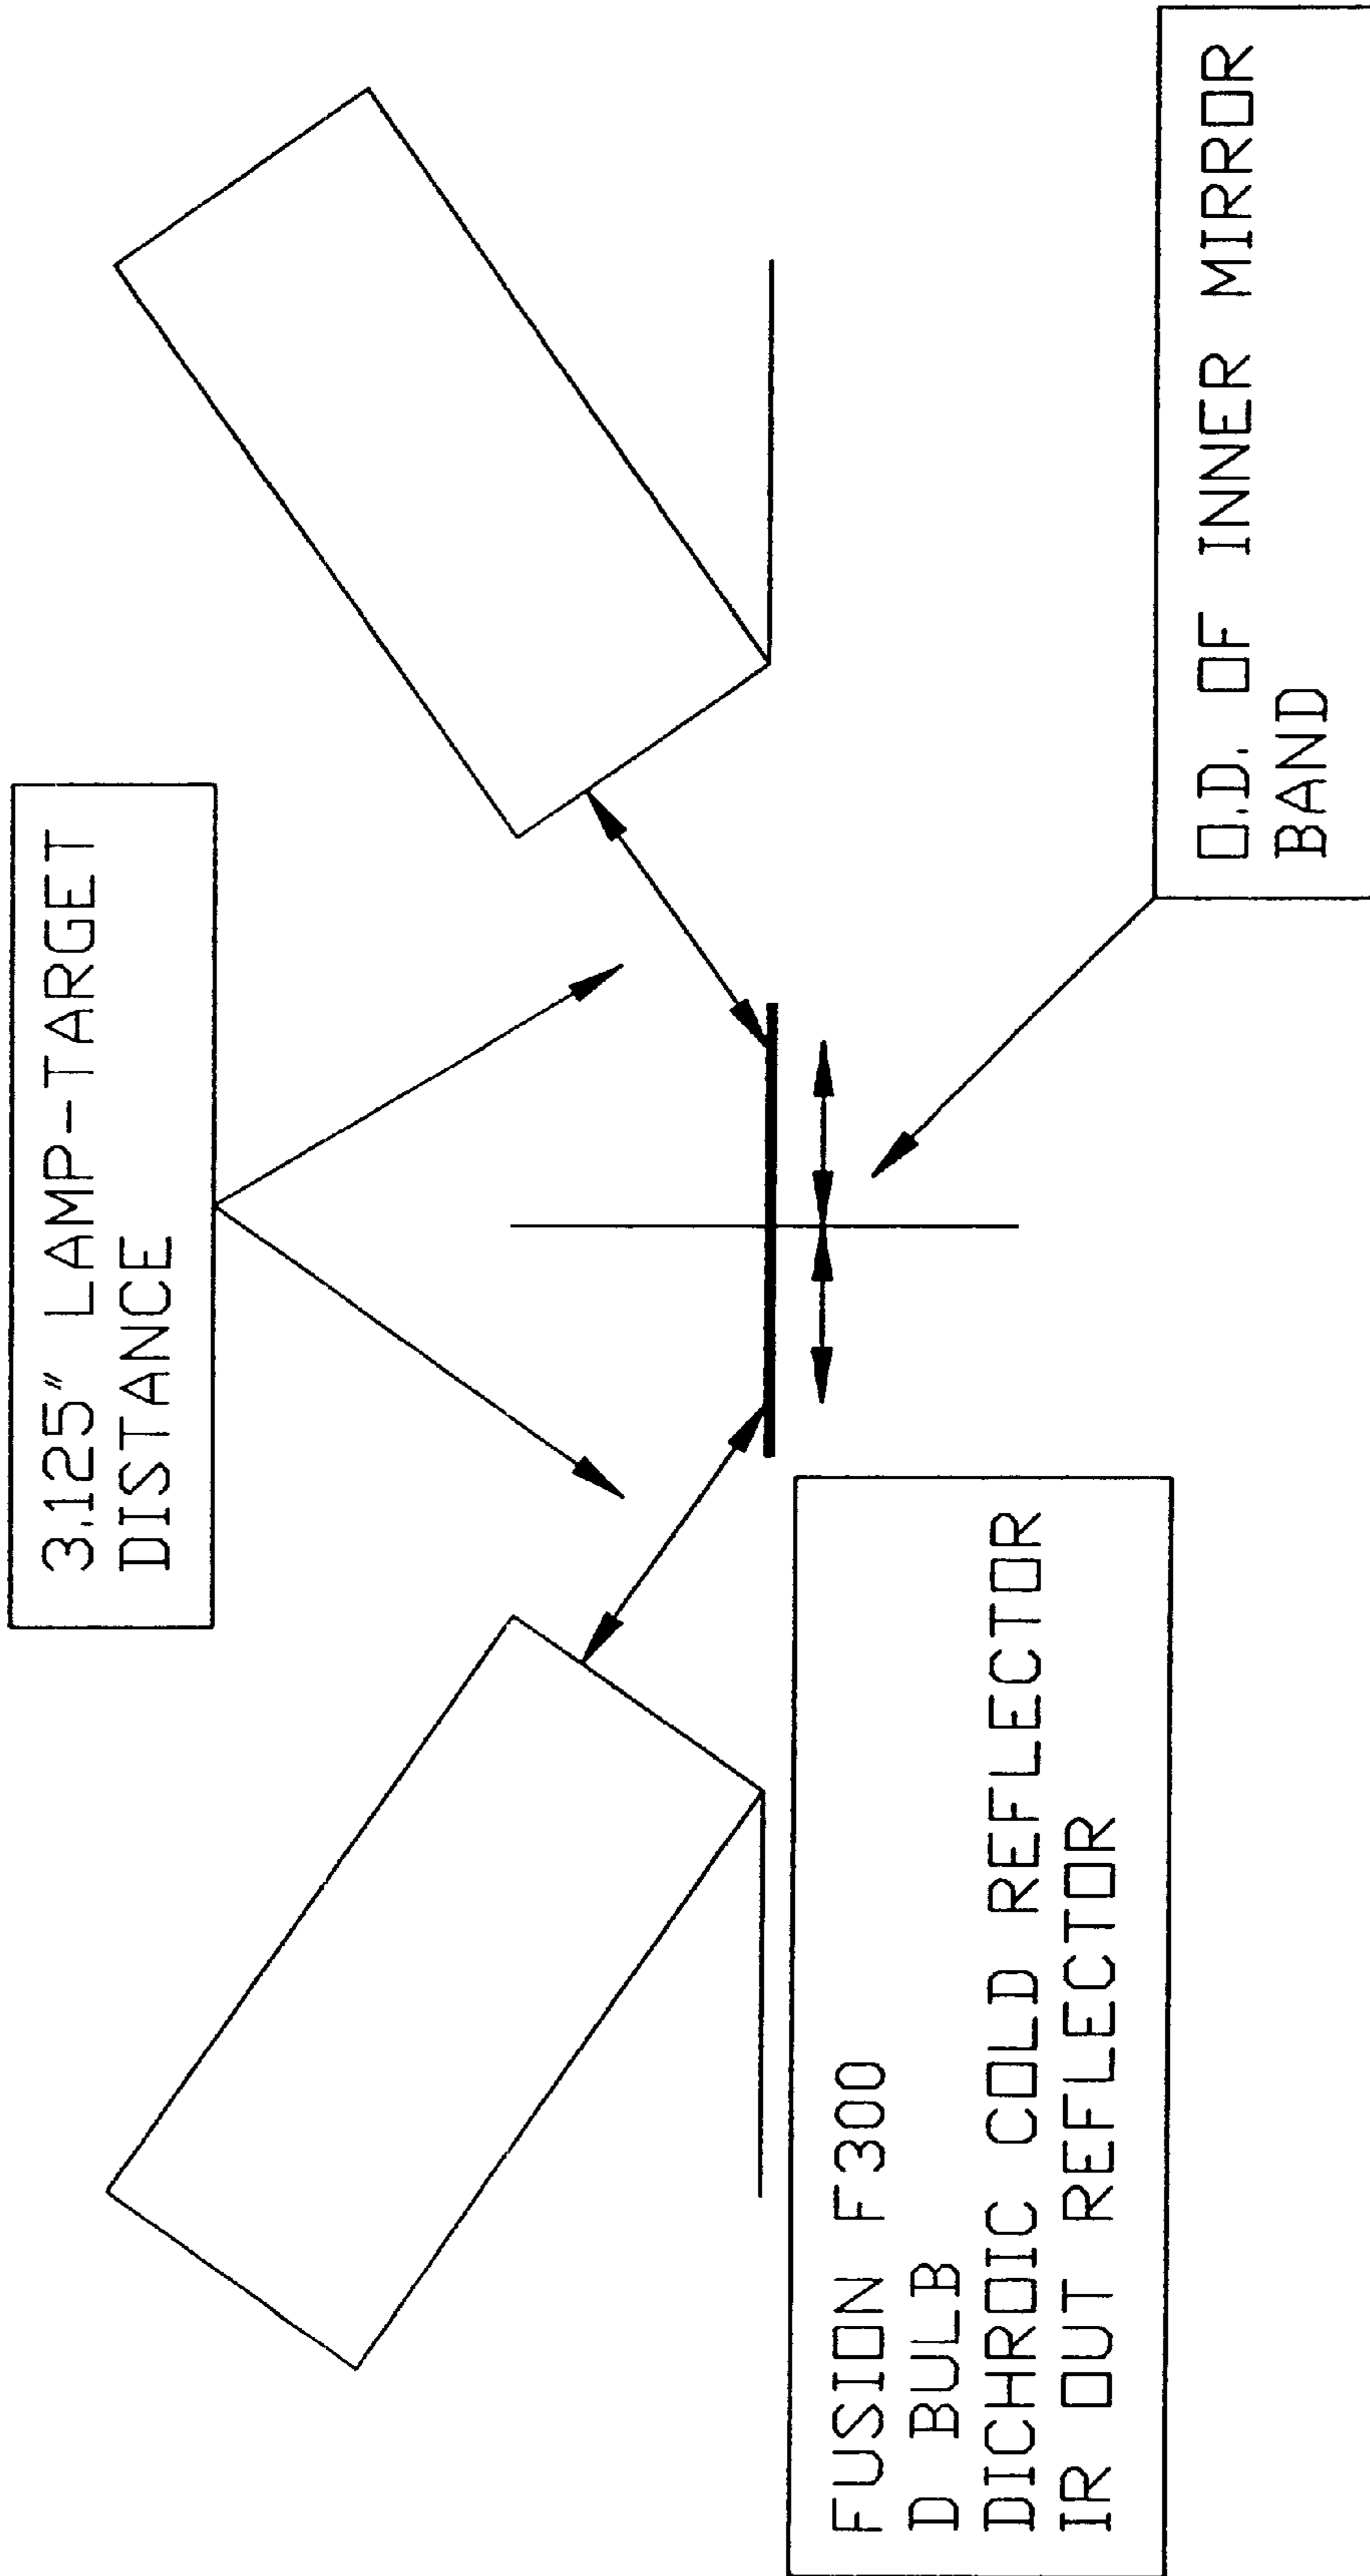 3.125" LAMP-TARGET
DISTANCE
FUSION F300
D BULB
DICHROIC COLD REFLECTOR
IR OUT REFLECTOR
O.D. OF INNER MIRROR
BAND